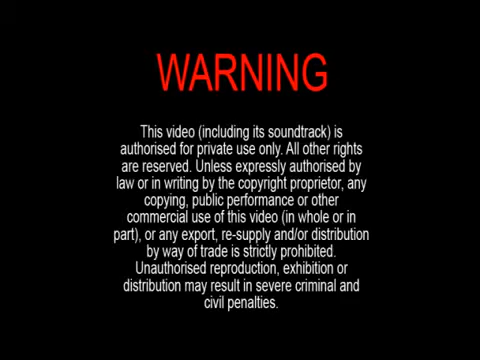 WARNING
This video (including its soundtrack) is
authorised for private use only. All other rights
are reserved. Unless expressly authorised by
law or in writing by the copyright proprietor, any
copying, public performance or other
commercial use of this video (in whole or in
part), or any export, re-supply and/or distribution
by way of trade is strictly prohibited.
Unauthorised reproduction, exhibition or
distribution may result in severe criminal and
civil penalties.